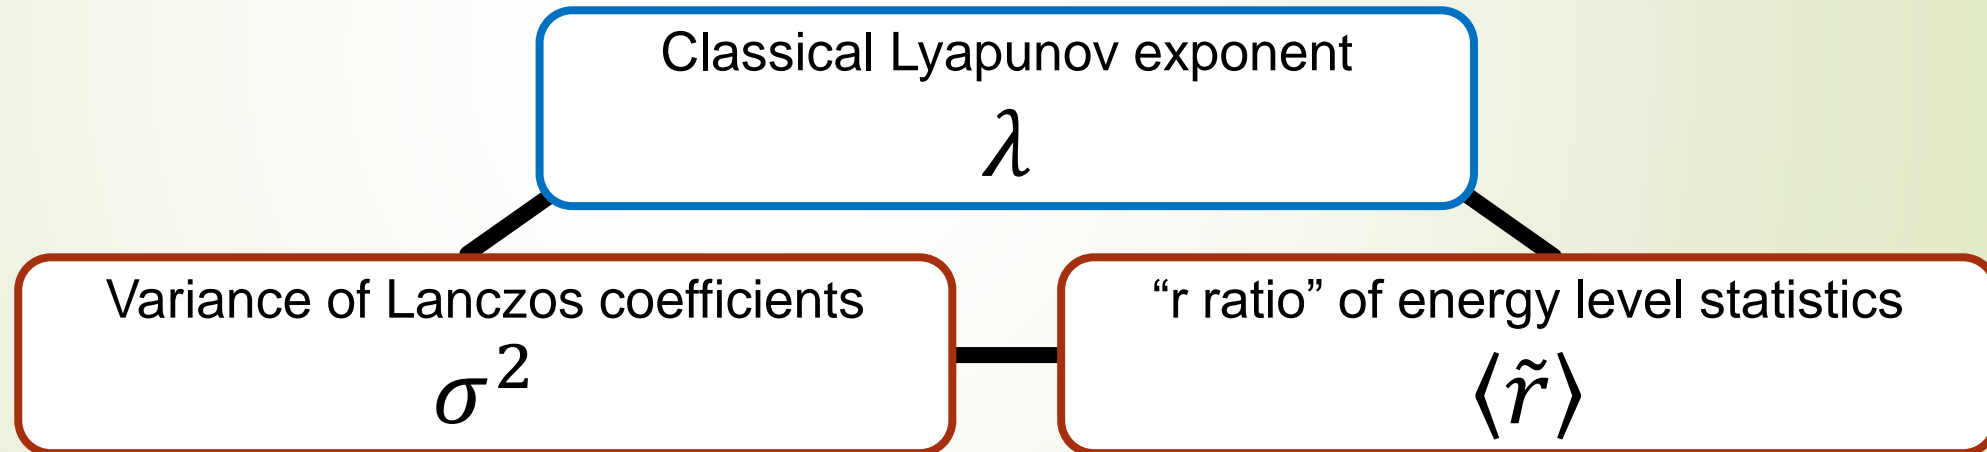 Classical Lyapunov exponent
λ
Variance of Lanczos coefficients
σ²
“r ratio” of energy level statistics
⟨r̃⟩